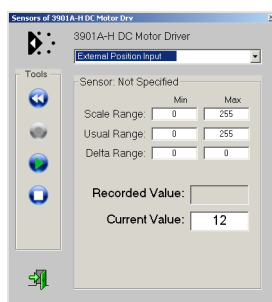 Sensors of 3901A-H DC Motor Drv
3901A-H DC Motor Driver
External Position Input
Tools
Sensor: Not Specified
Min Max
Scale Range: 0 255
Usual Range: 0 255
Delta Range: 0 0
Recorded Value:
Current Value: 12